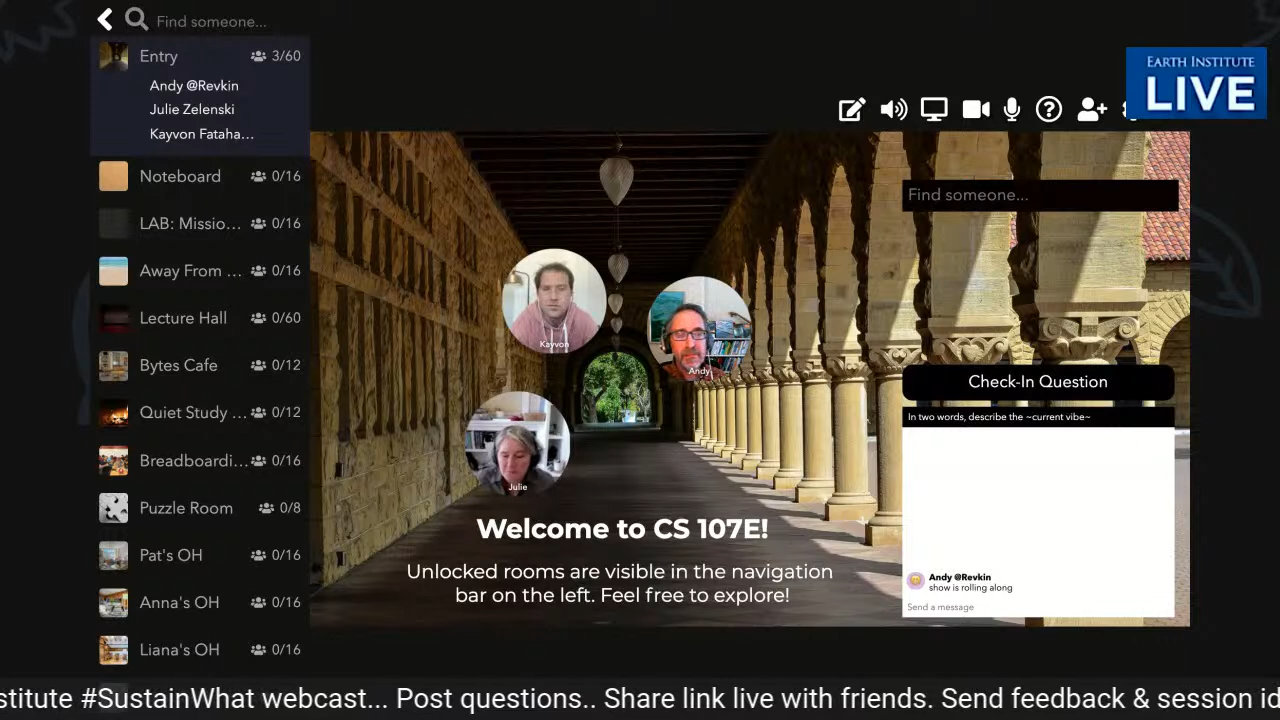 Find someone...
Entry 3/60
Andy @Revkin
Julie Zelenski
Kayvon Fataha...
Noteboard 0/16
LAB: Missio... 0/16
Away From ... 0/16
Lecture Hall 0/60
Bytes Cafe 0/12
Quiet Study ... 0/12
Breadboardi... 0/16
Puzzle Room 0/8
Pat's OH 0/16
Anna's OH 0/16
Liana's OH 0/16
EARTH INSTITUTE
LIVE
Find someone...
Kayvon
Andy
Julie
Welcome to CS 107E!
Unlocked rooms are visible in the navigation
bar on the left. Feel free to explore!
Check-In Question
In two words, describe the ~current vibe~
Andy @Revkin
show is rolling along
Send a message
stitute #SustainWhat webcast... Post questions.. Share link live with friends. Send feedback & session id